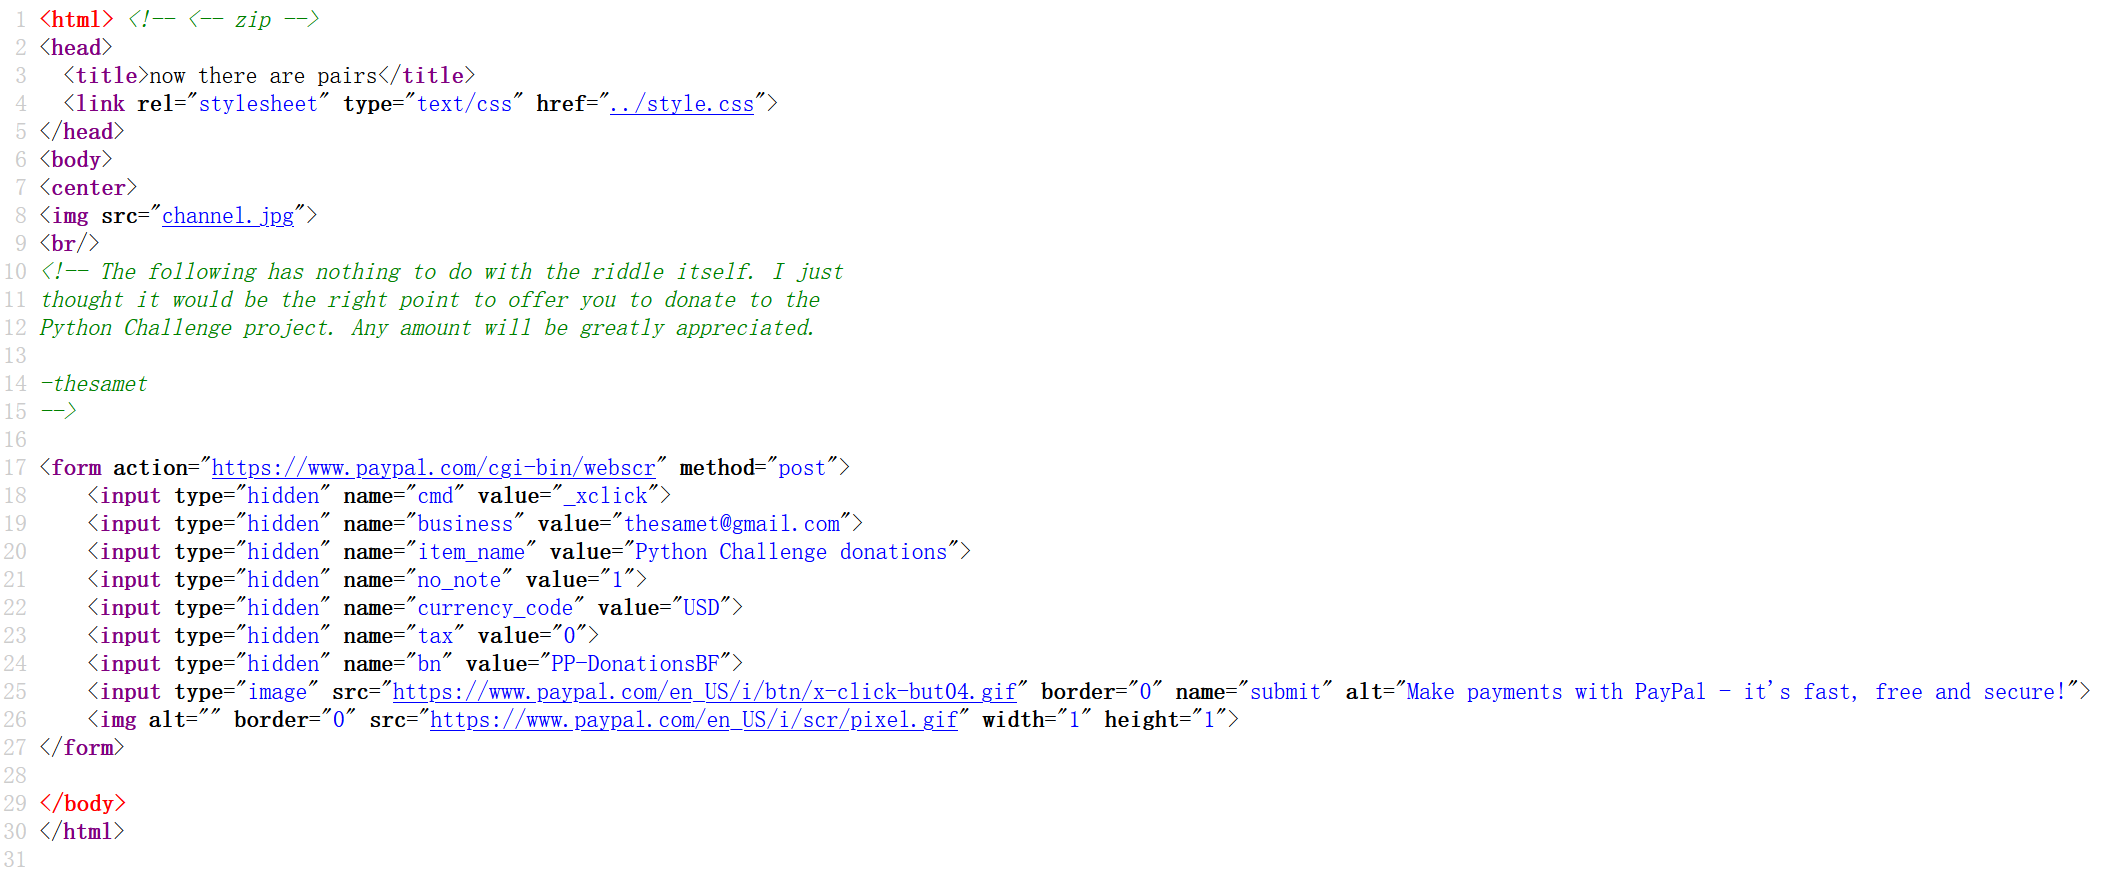 1 <html> <!-- <-- zip -->
2 <head>
3   <title>now there are pairs</title>
4   <link rel="stylesheet" type="text/css" href="../style.css">
5 </head>
6 <body>
7 <center>
8 <img src="channel.jpg">
9 <br/>
10 <!-- The following has nothing to do with the riddle itself. I just
11 thought it would be the right point to offer you to donate to the
12 Python Challenge project. Any amount will be greatly appreciated.
13
14 -thesamet
15 -->
16
17 <form action="https://www.paypal.com/cgi-bin/webscr" method="post">
18     <input type="hidden" name="cmd" value="_xclick">
19     <input type="hidden" name="business" value="thesamet@gmail.com">
20     <input type="hidden" name="item_name" value="Python Challenge donations">
21     <input type="hidden" name="no_note" value="1">
22     <input type="hidden" name="currency_code" value="USD">
23     <input type="hidden" name="tax" value="0">
24     <input type="hidden" name="bn" value="PP-DonationsBF">
25     <input type="image" src="https://www.paypal.com/en_US/i/btn/x-click-but04.gif" border="0" name="submit" alt="Make payments with PayPal - it's fast, free and secure!">
26     <img alt="" border="0" src="https://www.paypal.com/en_US/i/scr/pixel.gif" width="1" height="1">
27 </form>
28
29 </body>
30 </html>
31